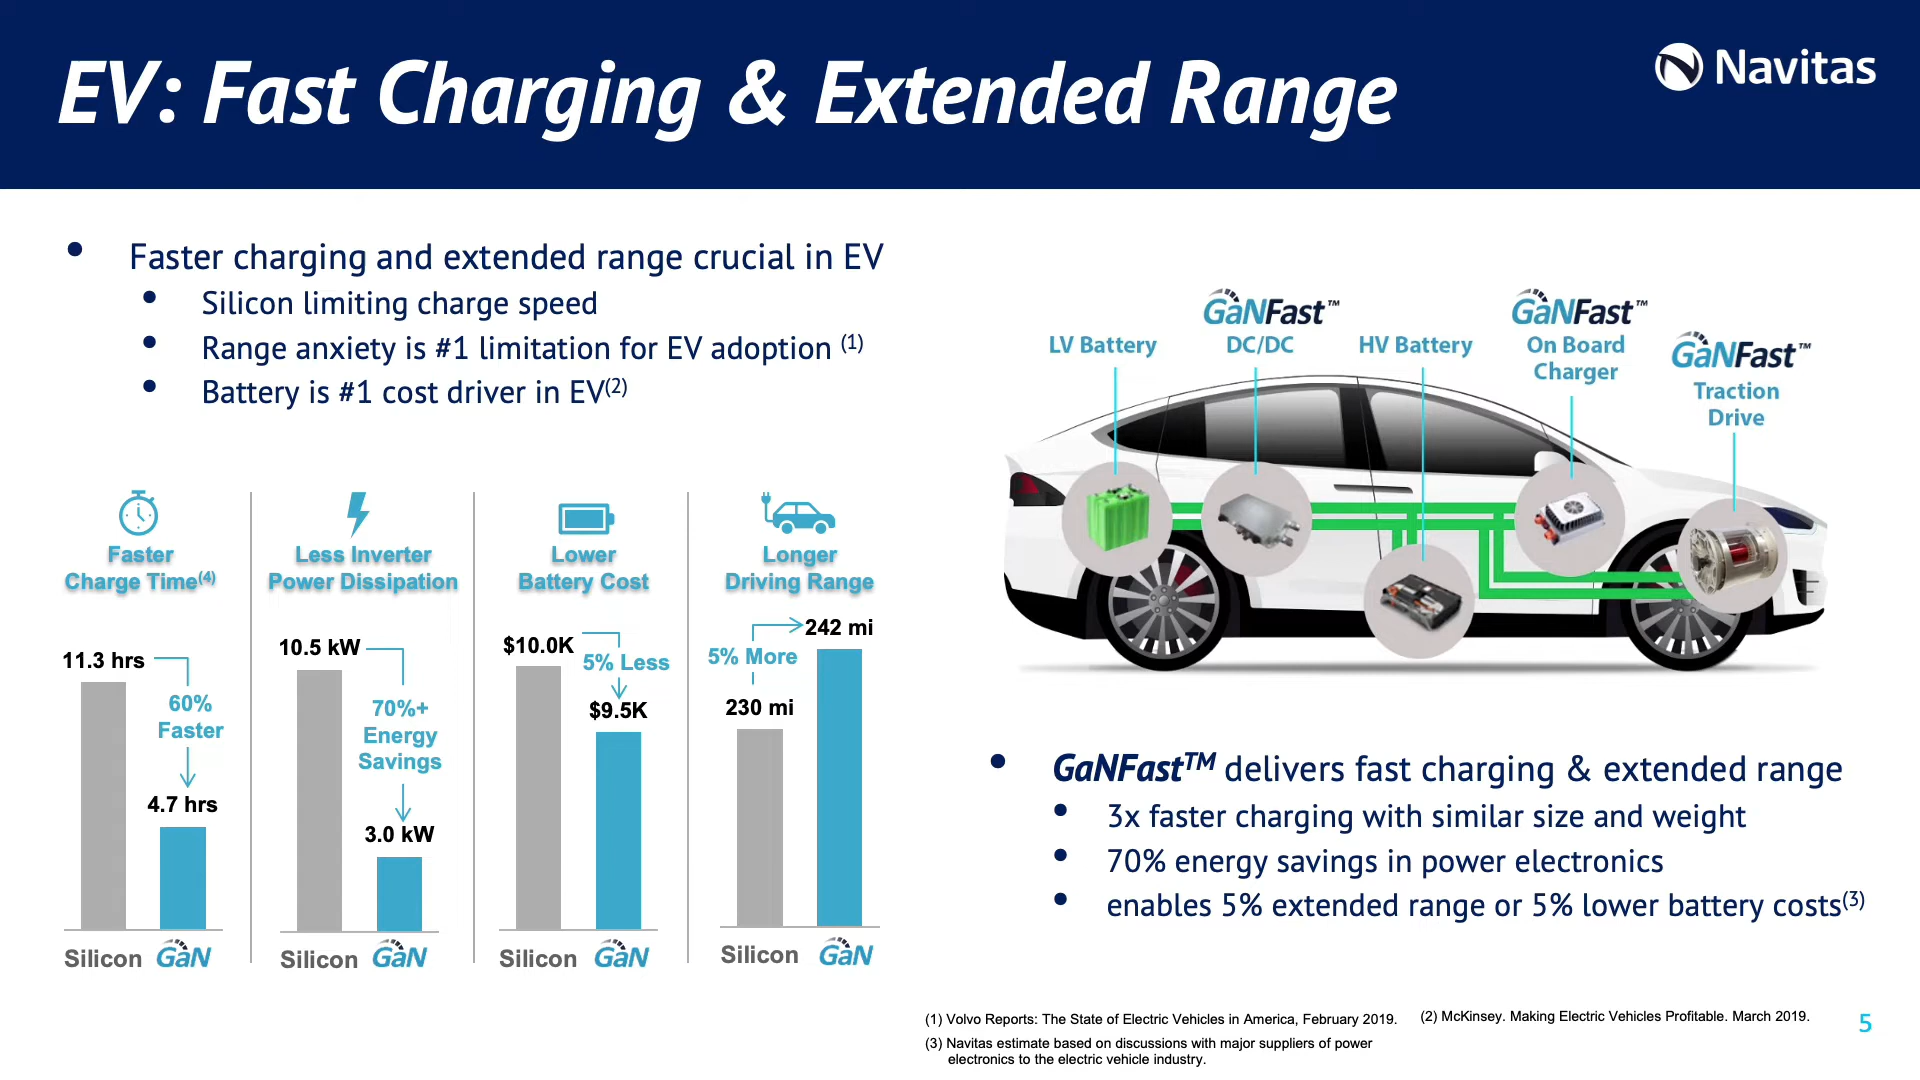 EV: Fast Charging & Extended Range
Navitas
• Faster charging and extended range crucial in EV
• Silicon limiting charge speed
• Range anxiety is #1 limitation for EV adoption (1)
• Battery is #1 cost driver in EV(2)
Faster
Charge Time(4)
11.3 hrs
60%
Faster
4.7 hrs
Silicon GaN
Less Inverter
Power Dissipation
10.5 kW
70%+
Energy
Savings
3.0 kW
Silicon GaN
Lower
Battery Cost
$10.0K
5% Less
$9.5K
Silicon GaN
Longer
Driving Range
242 mi
5% More
230 mi
Silicon GaN
LV Battery
GaNFast™
DC/DC
HV Battery
GaNFast™
On Board
Charger
GaNFast™
Traction
Drive
• GaNFastTM delivers fast charging & extended range
• 3x faster charging with similar size and weight
• 70% energy savings in power electronics
• enables 5% extended range or 5% lower battery costs(3)
(1) Volvo Reports: The State of Electric Vehicles in America, February 2019.
(2) McKinsey. Making Electric Vehicles Profitable. March 2019.
(3) Navitas estimate based on discussions with major suppliers of power
electronics to the electric vehicle industry.
5